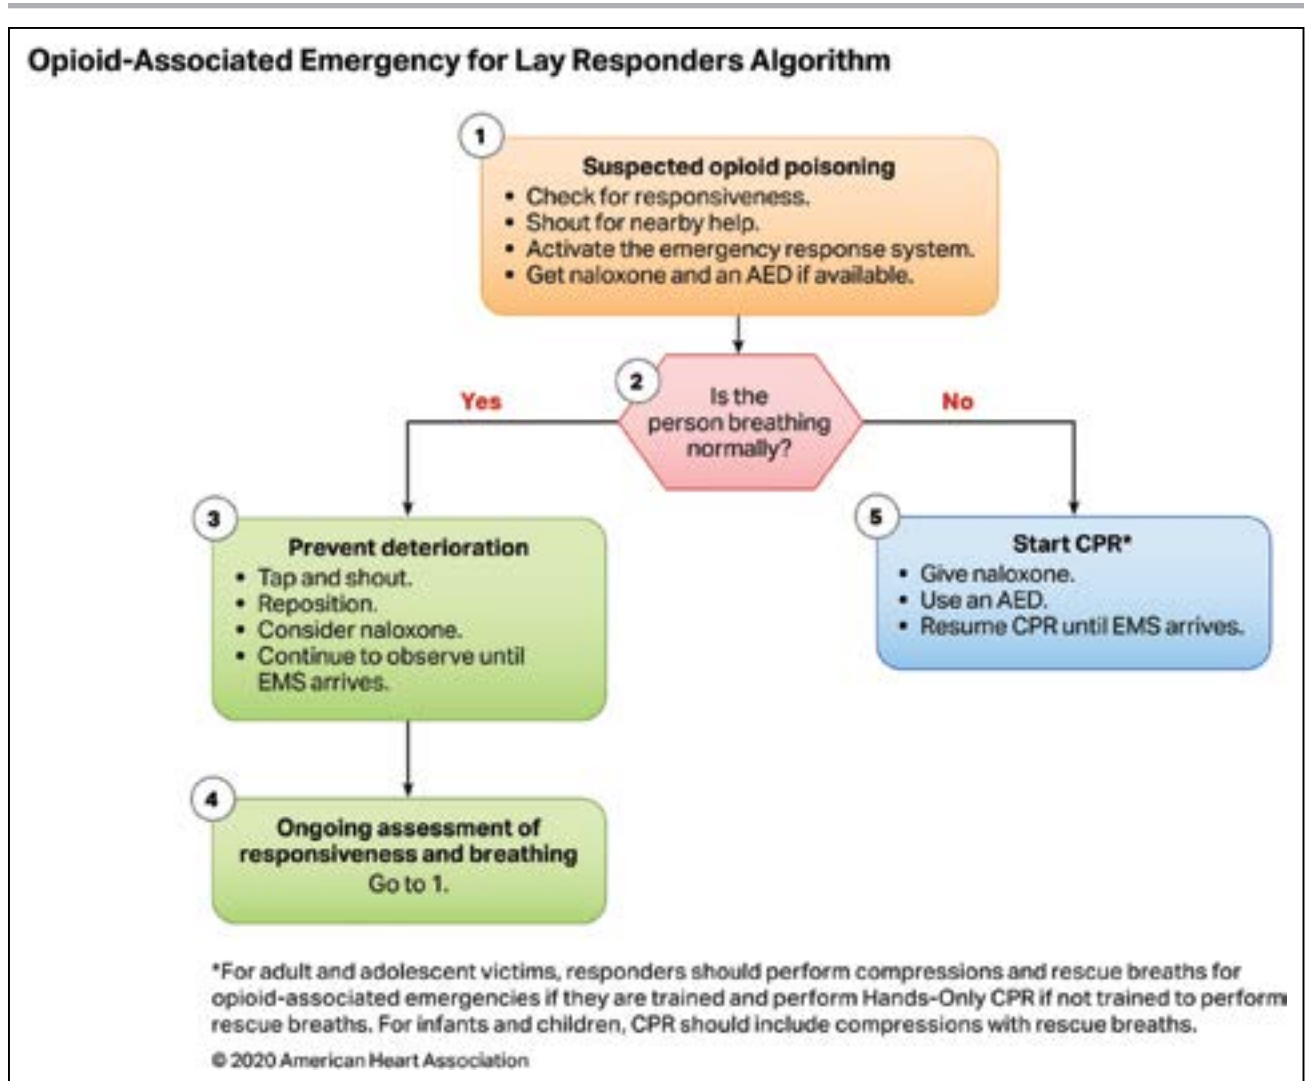 Opioid-Associated Emergency for Lay Responders Algorithm
1
Suspected opioid poisoning
• Check for responsiveness.
• Shout for nearby help.
• Activate the emergency response system.
• Get naloxone and an AED if available.
2
Is the
person breathing
normally?
Yes
No
3
Prevent deterioration
• Tap and shout.
• Reposition.
• Consider naloxone.
• Continue to observe until
EMS arrives.
5
Start CPR*
• Give naloxone.
• Use an AED.
• Resume CPR until EMS arrives.
4
Ongoing assessment of
responsiveness and breathing
Go to 1.
*For adult and adolescent victims, responders should perform compressions and rescue breaths for
opioid-associated emergencies if they are trained and perform Hands-Only CPR if not trained to perform
rescue breaths. For infants and children, CPR should include compressions with rescue breaths.
© 2020 American Heart Association